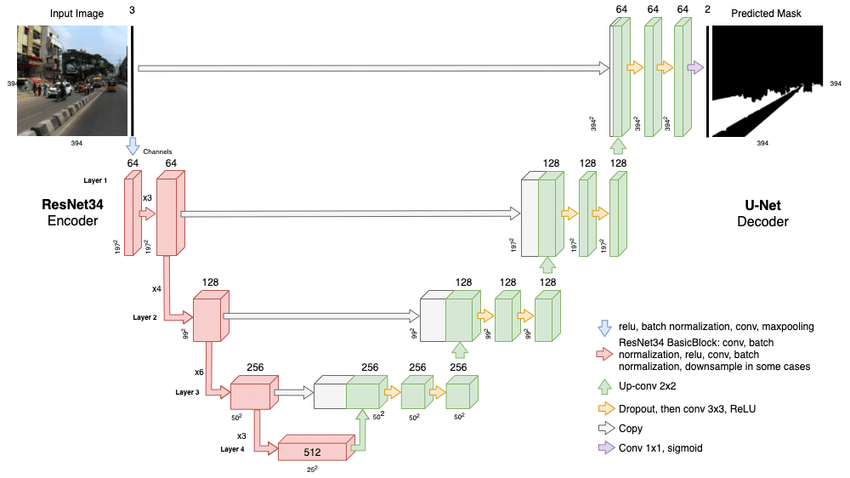 Input Image
3
64
64
64
2
Predicted Mask
394
394²
394²
394²
394
394
394
Channels
64
64
128
128
128
Layer 1
x3
ResNet34
Encoder
U-Net
Decoder
197²
197²
197²
197²
197²
x4
128
128
128
128
Layer 2
99²
99²
99²
99²
relu, batch normalization, conv, maxpooling
ResNet34 BasicBlock: conv, batch
normalization, relu, conv, batch
normalization, downsample in some cases
x6
256
256
256
256
Up-conv 2x2
Layer 3
50²
50²
50²
50²
Dropout, then conv 3x3, ReLU
Copy
x3
Layer 4
512
Conv 1x1, sigmoid
25²